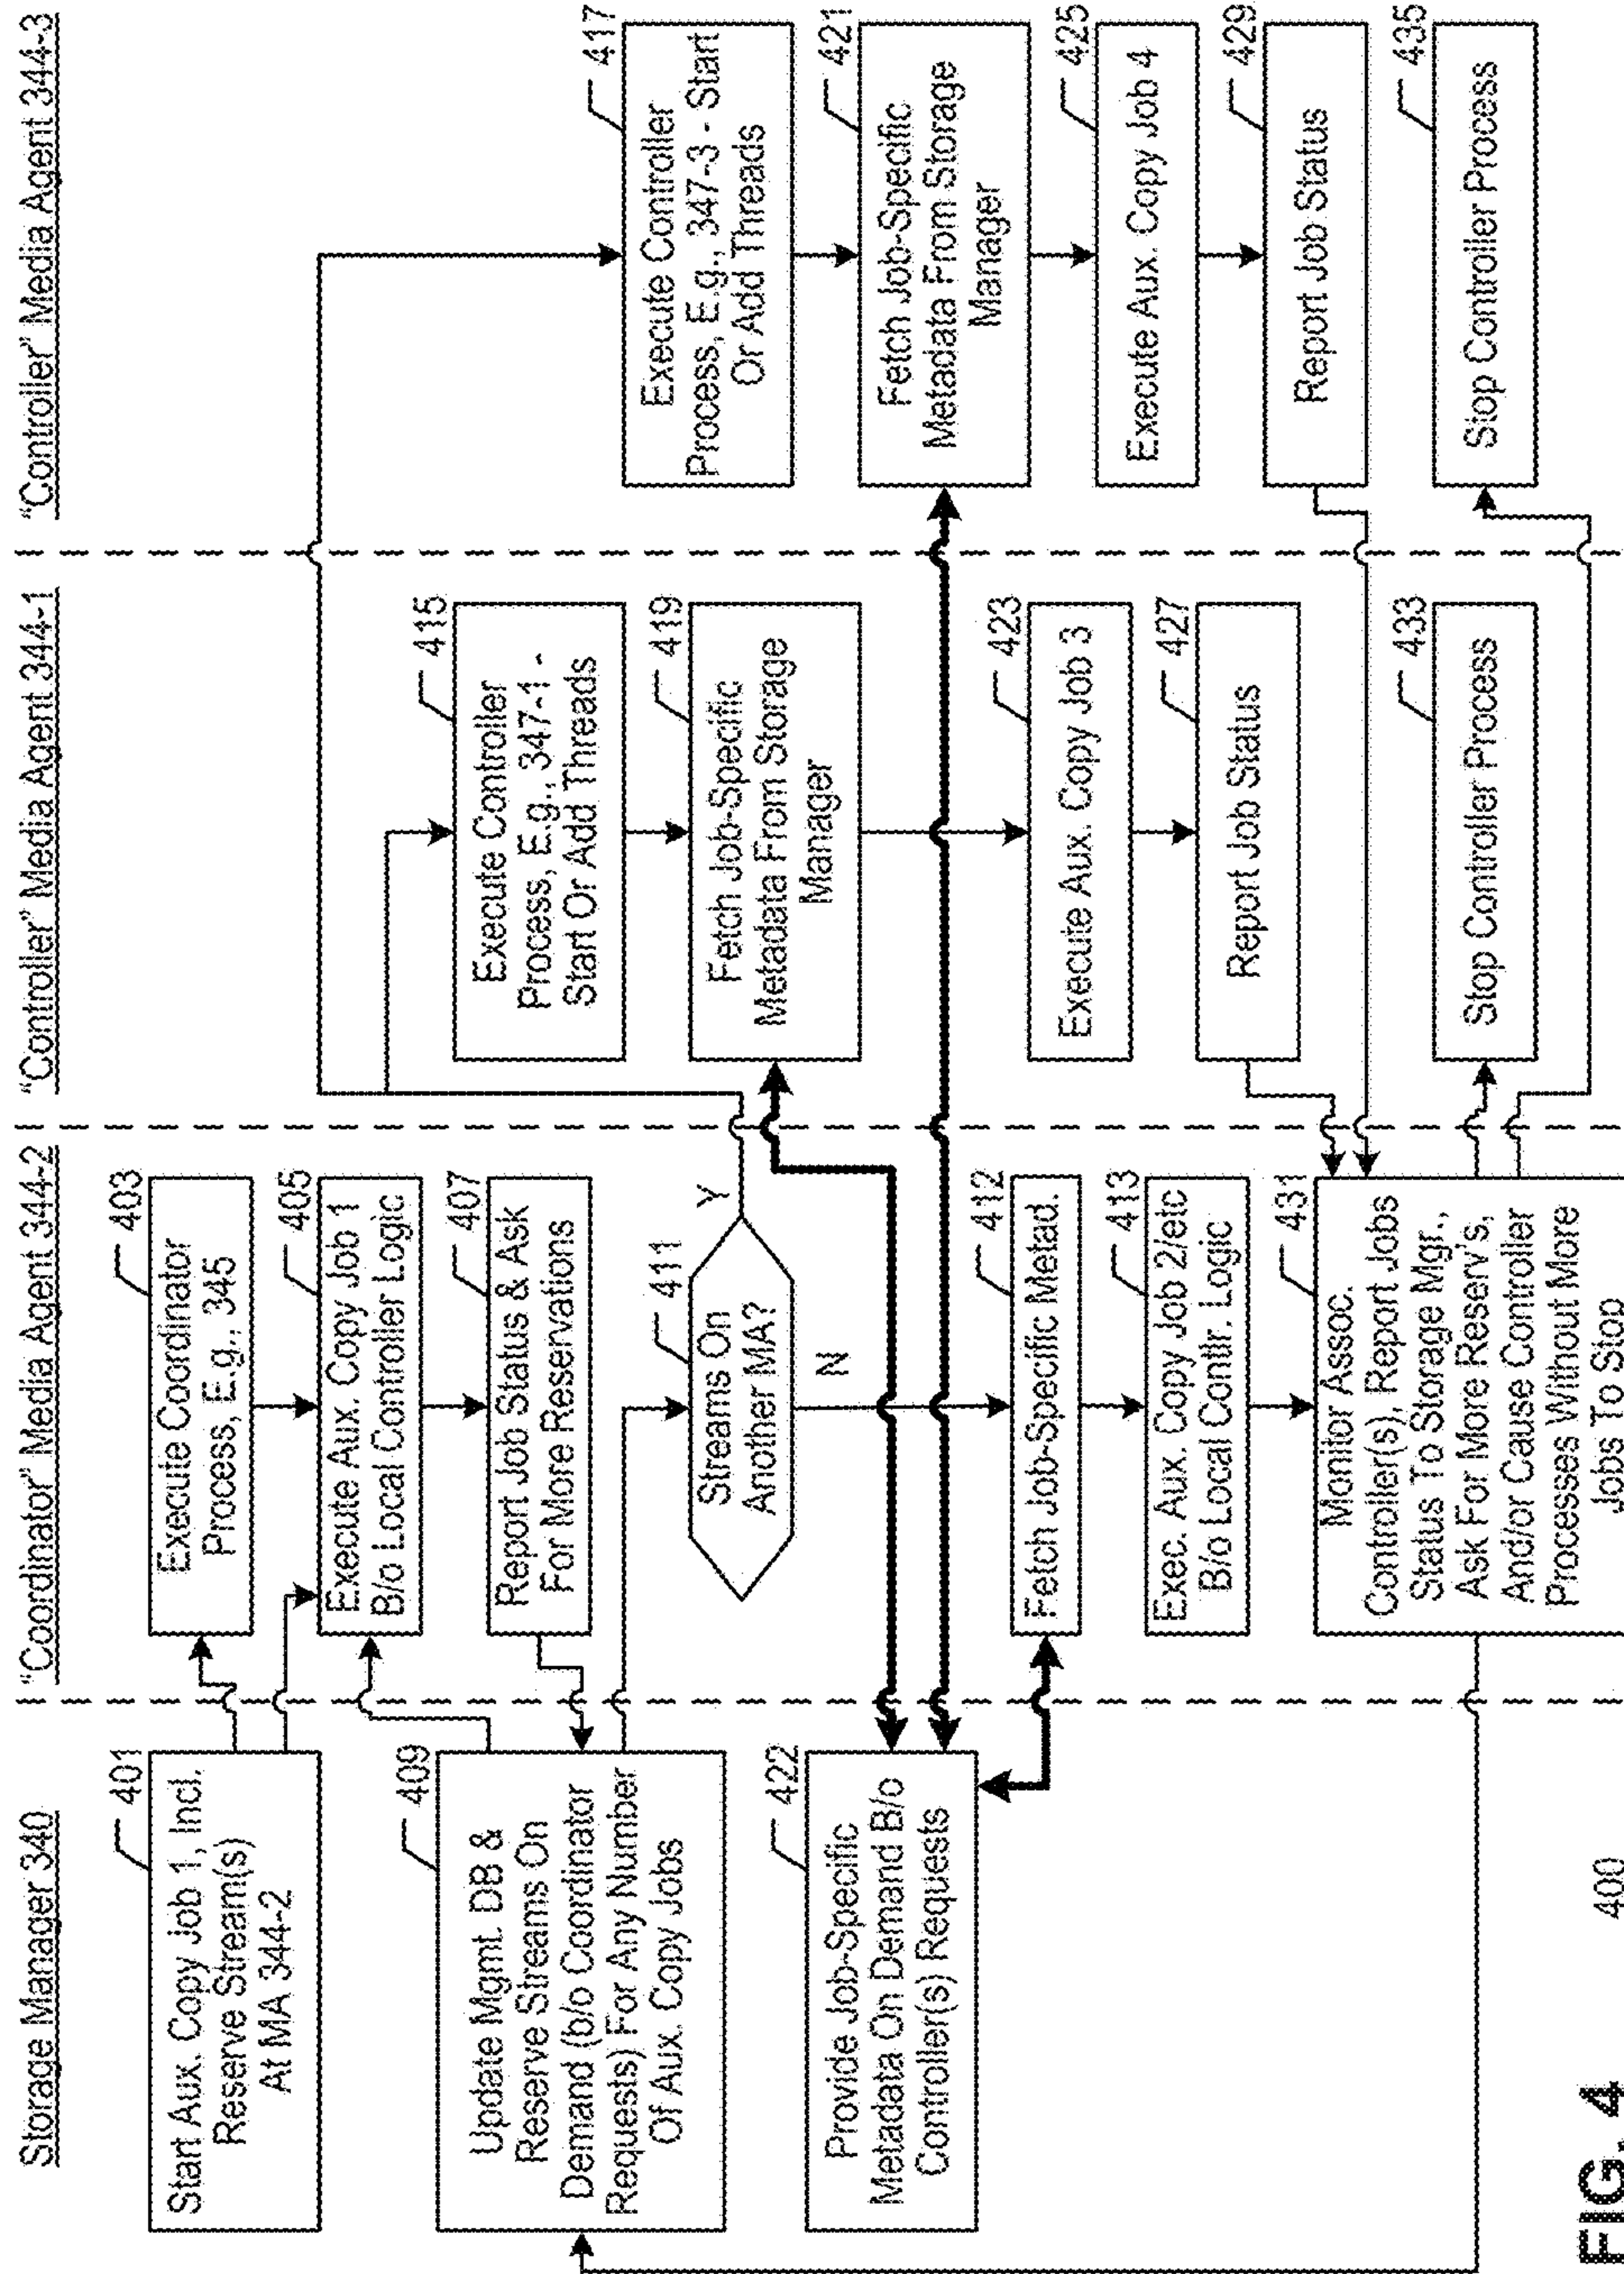 Storage Manager 340
"Coordinator" Media Agent 344-2
"Controller" Media Agent 344-1
"Controller" Media Agent 344-3
401
Start Aux. Copy Job 1, Incl.
Reserve Stream(s)
At MA 344-2
403
Execute Coordinator
Process, E.g., 345
405
Execute Aux. Copy Job 1
B/o Local Controller Logic
407
Report Job Status & Ask
For More Reservations
409
Update Mgmt. DB &
Reserve Streams On
Demand (b/o Coordinator
Requests) For Any Number
Of Aux. Copy Jobs
411
Streams On
Another MA?
Y
N
415
Execute Controller
Process, E.g., 347-1 -
Start Or Add Threads
417
Execute Controller
Process, E.g., 347-3 - Start
Or Add Threads
419
Fetch Job-Specific
Metadata From Storage
Manager
421
Fetch Job-Specific
Metadata From Storage
Manager
422
Provide Job-Specific
Metadata On Demand B/o
Controller(s) Requests
412
Fetch Job-Specific Metad.
413
Exec. Aux. Copy Job 2/etc
B/o Local Contlr. Logic
423
Execute Aux. Copy Job 3
425
Execute Aux. Copy Job 4
427
Report Job Status
429
Report Job Status
431
Monitor Assoc.
Controller(s), Report Jobs
Status To Storage Mgr.,
Ask For More Reserv's,
And/or Cause Controller
Processes Without More
Jobs To Stop
433
Stop Controller Process
435
Stop Controller Process
400
FIG. 4